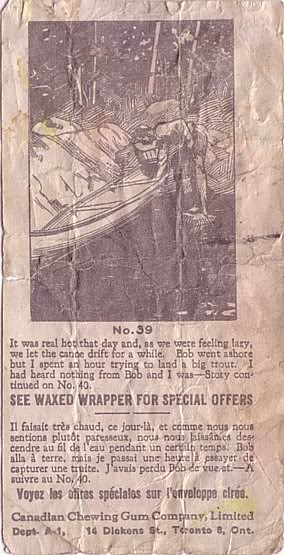 No. 39
It was real hot that day and, as we were feeling lazy,
we let the canoe drift for a while. Bob went ashore
but I spent an hour trying to land a big trout. I
had heard nothing from Bob and I was—Story con-
tinued on No. 40.
SEE WAXED WRAPPER FOR SPECIAL OFFERS
Il faisait très chaud, ce jour-là, et comme nous nous
sentions plutôt paresseux, nous nous laissâmes des-
cendre au fil de l'eau pendant un certain temps. Bob
alla à terre, mais je passai une heure à essayer de
capturer une truite. J'avais perdu Bob de vue et.—A
suivre au No. 40.
Voyez les offres spéciales sur l'enveloppe cirée.
Canadian Chewing Gum Company, Limited
Dept. A-1, 14 Dickens St., Toronto 8, Ont.